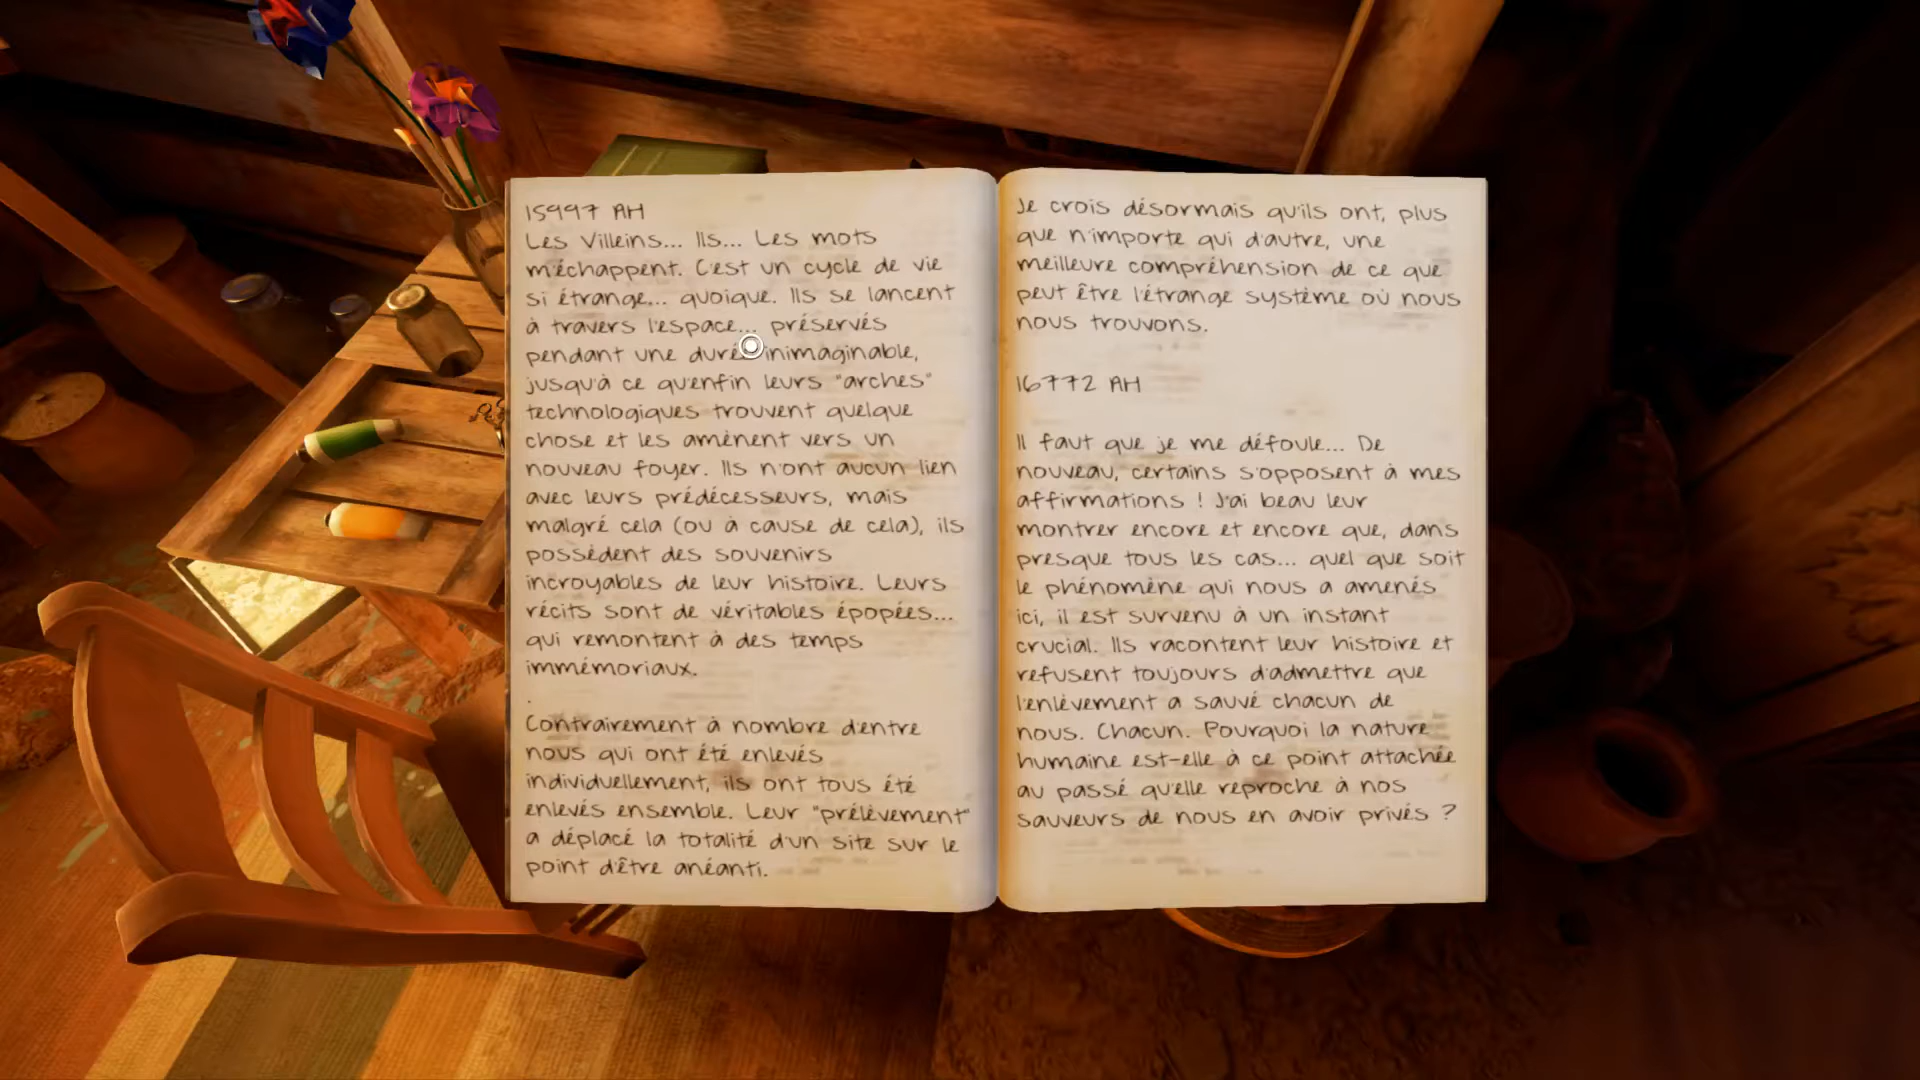 15997 AH
Les Villeins... Ils... Les mots
m'échappent. C'est un cycle de vie
si étrange... quoique. Ils se lancent
à travers l'espace... préservés
pendant une durée inimaginable,
jusqu'à ce qu'enfin leurs "arches"
technologiques trouvent quelque
chose et les amènent vers un
nouveau foyer. Ils n'ont aucun lien
avec leurs prédécesseurs, mais
malgré cela (ou à cause de cela), ils
possèdent des souvenirs
incroyables de leur histoire. Leurs
récits sont de véritables épopées...
qui remontent à des temps
immémoriaux.
.
Contrairement à nombre d'entre
nous qui ont été enlevés
individuellement, ils ont tous été
enlevés ensemble. Leur "prélèvement"
a déplacé la totalité d'un site sur le
point d'être anéanti.
Je crois désormais qu'ils ont, plus
que n'importe qui d'autre, une
meilleure compréhension de ce que
peut être l'étrange système où nous
nous trouvons.
16772 AH
Il faut que je me défoule... De
nouveau, certains s'opposent à mes
affirmations ! J'ai beau leur
montrer encore et encore que, dans
presque tous les cas... quel que soit
le phénomène qui nous a amenés
ici, il est survenu à un instant
crucial. Ils racontent leur histoire et
refusent toujours d'admettre que
l'enlèvement a sauvé chacun de
nous. Chacun. Pourquoi la nature
humaine est-elle à ce point attachée
au passé qu'elle reproche à nos
sauveurs de nous en avoir privés ?